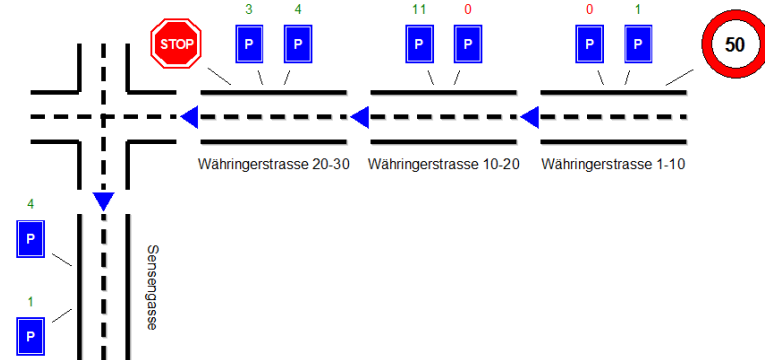 3 4 11 0 0 1
STOP P P P P P P 50
Währingerstrasse 20-30 Währingerstrasse 10-20 Währingerstrasse 1-10
4
P
Sensengasse
1
P